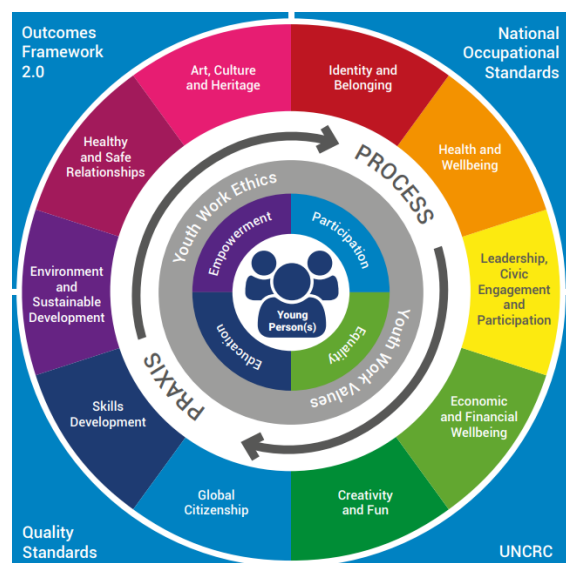 Outcomes
Framework
2.0
National
Occupational
Standards
Art, Culture
and Heritage
Identity and
Belonging
Healthy
and Safe
Relationships
Health and
Wellbeing
PROCESS
Youth Work Ethics
Empowerment
Participation
Environment
and
Sustainable
Development
Leadership,
Civic
Engagement
and
Participation
Young
Person(s)
Education
Equality
Youth Work Values
PRAXIS
Skills
Development
Economic
and Financial
Wellbeing
Global
Citizenship
Creativity
and Fun
Quality
Standards
UNCRC